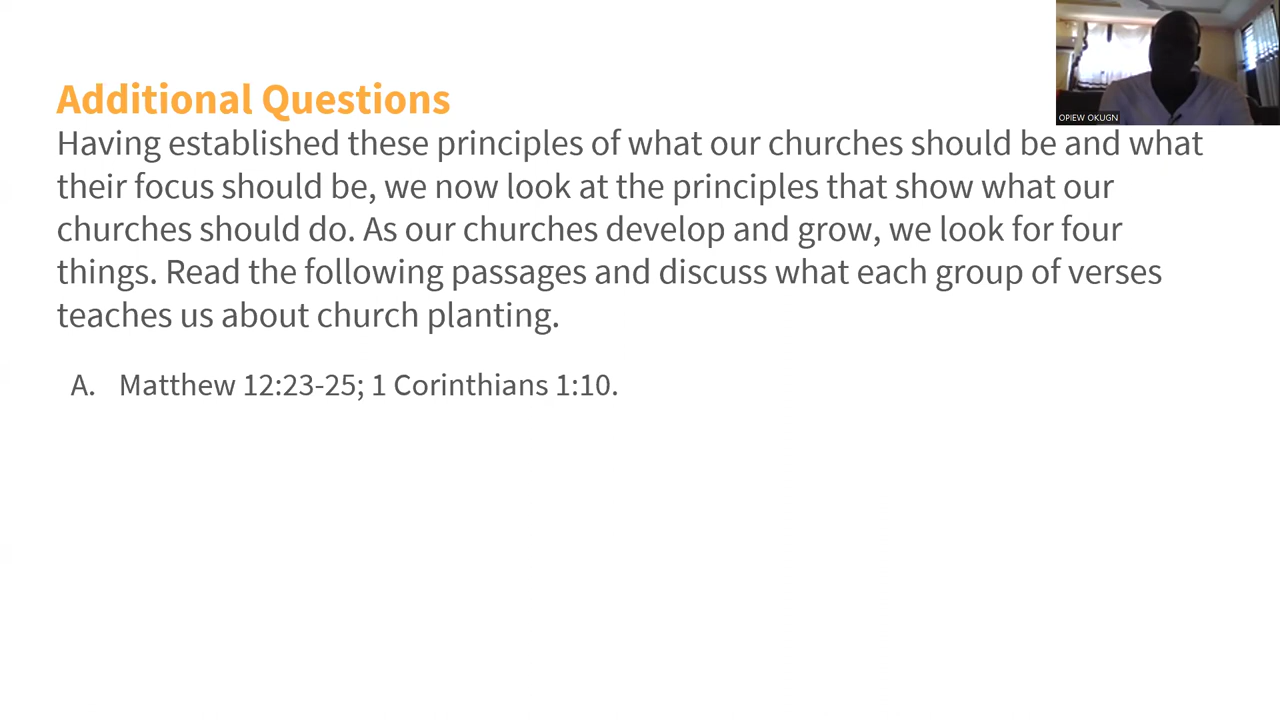 Additional Questions
Having established these principles of what our churches should be and what
their focus should be, we now look at the principles that show what our
churches should do. As our churches develop and grow, we look for four
things. Read the following passages and discuss what each group of verses
teaches us about church planting.
A. Matthew 12:23-25; 1 Corinthians 1:10.
OPIEW OKUGN